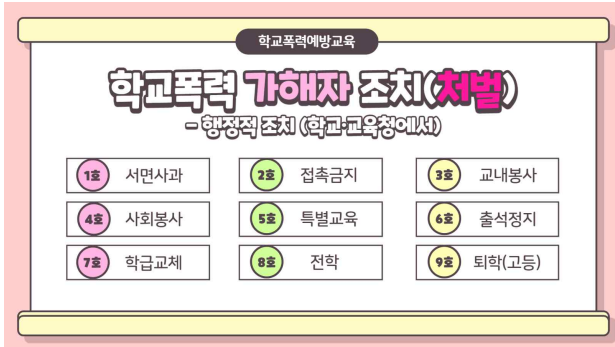 학교폭력예방교육
학교폭력 가해자 조치(처벌)
- 행정적 조치 (학교·교육청에서)
1호 서면사과
2호 접촉금지
3호 교내봉사
4호 사회봉사
5호 특별교육
6호 출석정지
7호 학급교체
8호 전학
9호 퇴학(고등)